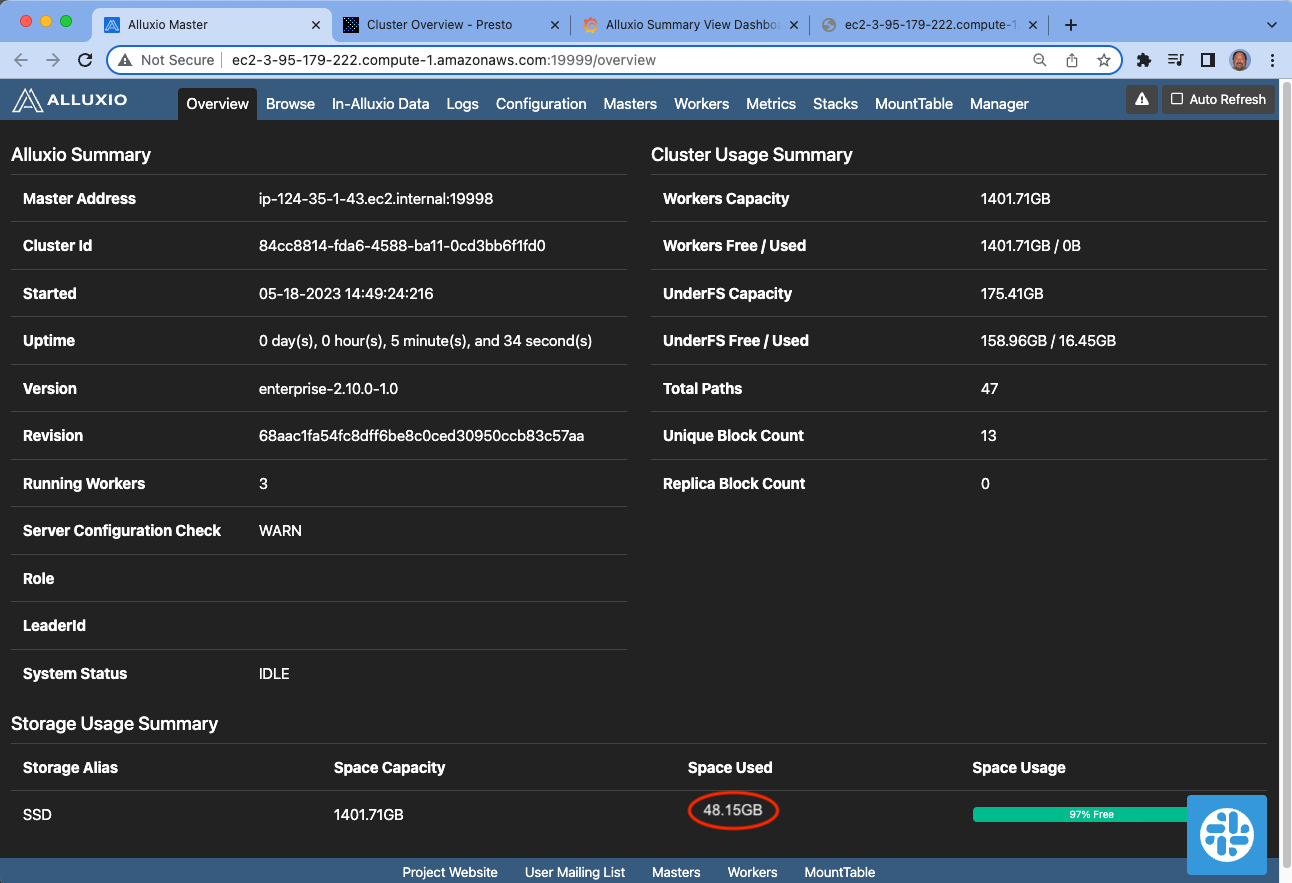 Alluxio Master
Cluster Overview - Presto
Alluxio Summary View Dashboa
ec2-3-95-179-222.compute-1
Not Secure ec2-3-95-179-222.compute-1.amazonaws.com:19999/overview
ALLUXIO Overview Browse In-Alluxio Data Logs Configuration Masters Workers Metrics Stacks MountTable Manager Auto Refresh
Alluxio Summary
Master Address ip-124-35-1-43.ec2.internal:19998
Cluster Id 84cc8814-fda6-4588-ba11-0cd3bb6f1fd0
Started 05-18-2023 14:49:24:216
Uptime 0 day(s), 0 hour(s), 5 minute(s), and 34 second(s)
Version enterprise-2.10.0-1.0
Revision 68aac1fa54fc8dff6be8c0ced30950ccb83c57aa
Running Workers 3
Server Configuration Check WARN
Role
LeaderId
System Status IDLE
Cluster Usage Summary
Workers Capacity 1401.71GB
Workers Free / Used 1401.71GB / 0B
UnderFS Capacity 175.41GB
UnderFS Free / Used 158.96GB / 16.45GB
Total Paths 47
Unique Block Count 13
Replica Block Count 0
Storage Usage Summary
Storage Alias Space Capacity Space Used Space Usage
SSD 1401.71GB 48.15GB 97% Free
Project Website User Mailing List Masters Workers MountTable